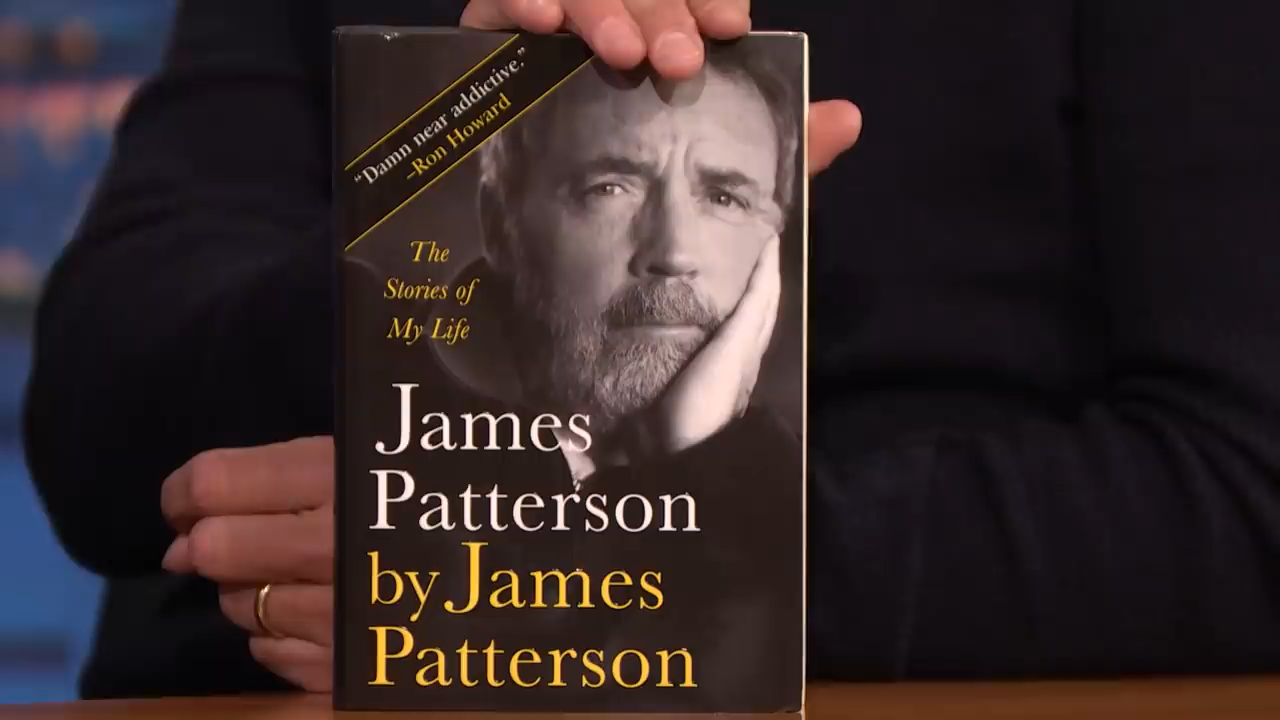 “Damn near addictive.”
–Ron Howard
The
Stories of
My Life
James
Patterson
by James
Patterson